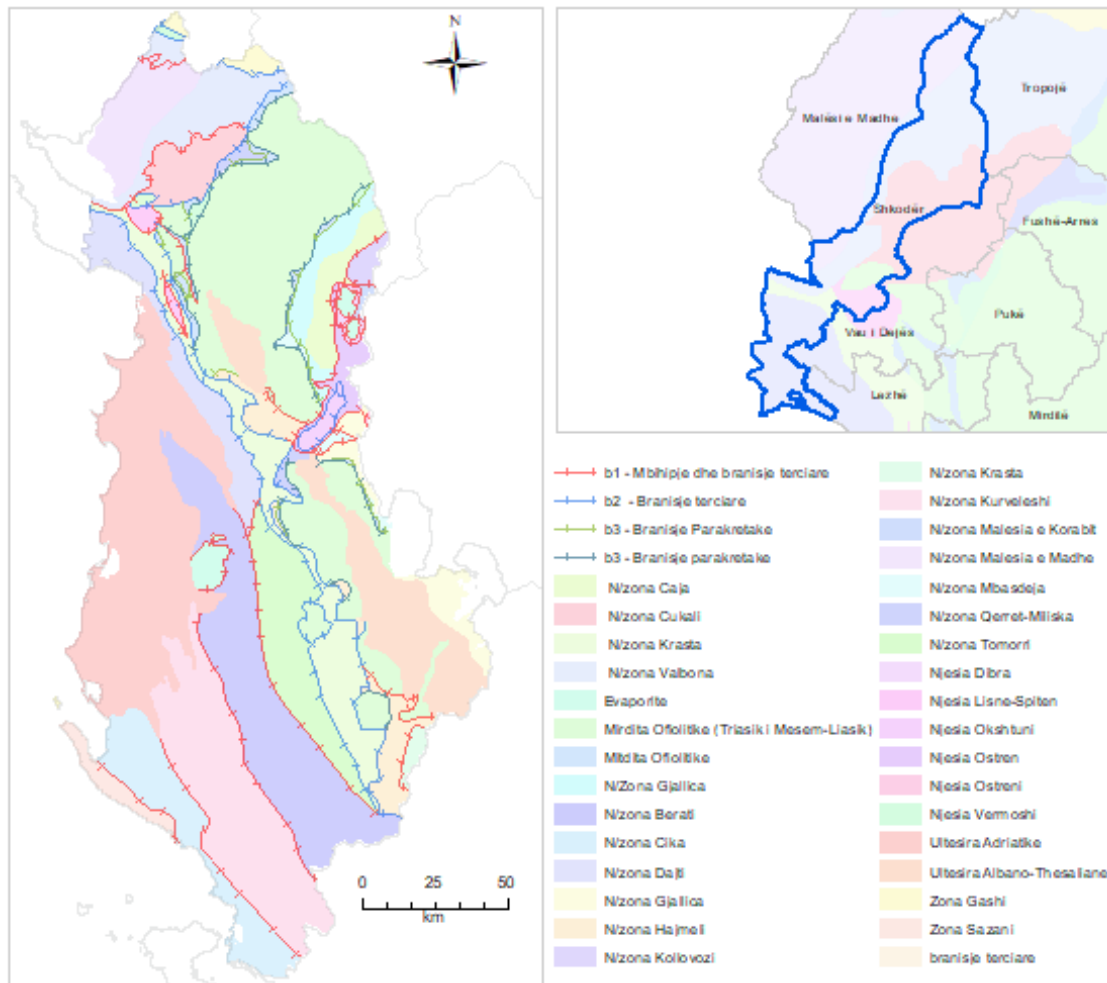 N
0 25 50
km
Malësi e Madhe
Tropojë
Shkodër
Fushë-Arres
Vau i Dejës
Pukë
Lezhë
Mirditë
b1 - Mbihipje dhe branisje terciare
b2 - Branisje terciare
b3 - Branisje Parakretake
b3 - Branisje parakretake
N/zona Caja
N/zona Cukali
N/zona Krasta
N/zona Valbona
Evaporite
Mirdita Ofiolitke (Triasik i Mesem-Liasik)
Mitdita Ofiolitike
N/Zona Gjallica
N/zona Berati
N/zona Cika
N/zona Dajti
N/zona Gjallica
N/zona Hajmeli
N/zona Kollovozi
N/zona Krasta
N/zona Kurveleshi
N/zona Malesia e Korabit
N/zona Malesia e Madhe
N/zona Mbasdeja
N/zona Qerret-Miliska
N/zona Tomorri
Njesia Dibra
Njesia Lisne-Spiten
Njesia Okshtuni
Njesia Ostren
Njesia Ostreni
Njesia Vermoshi
Ultesira Adriatike
Ultesira Albano-Thesaliane
Zona Gashi
Zona Sazani
branisje terciare